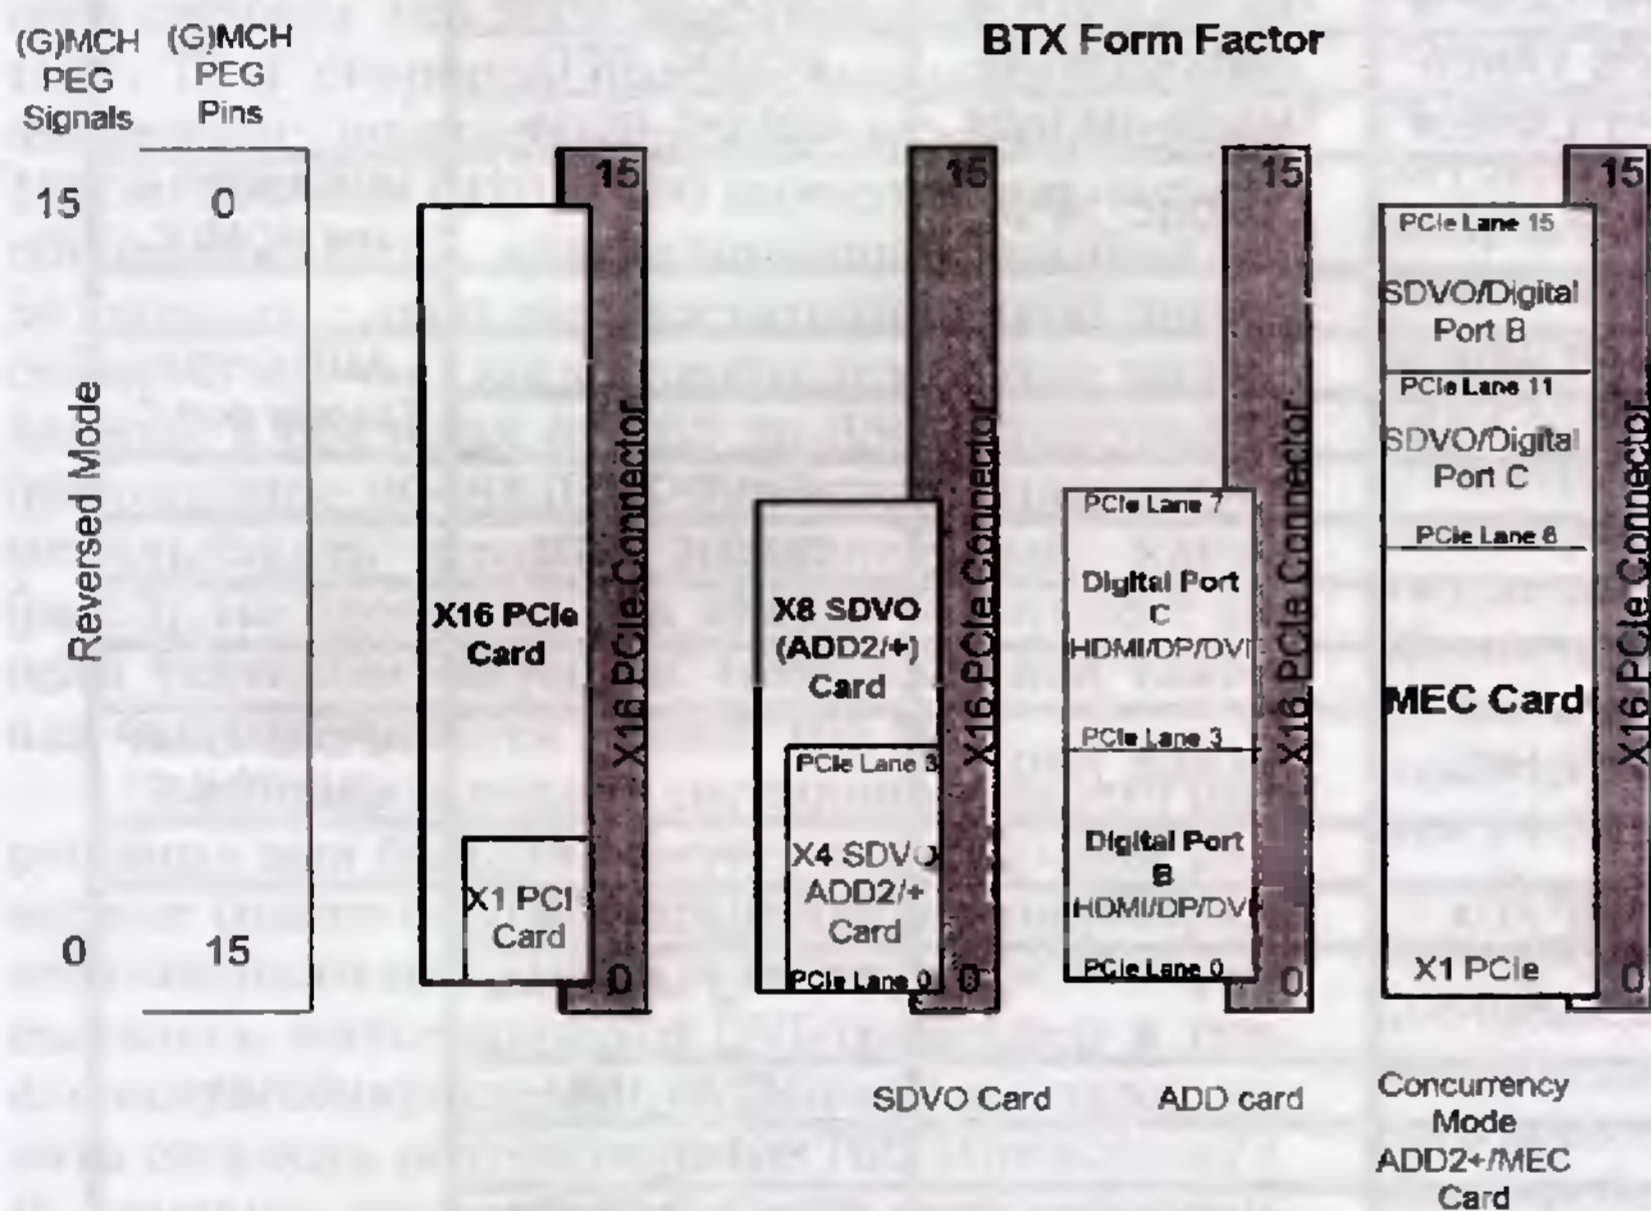 BTX Form Factor
(G)MCH
PEG
Signals
(G)MCH
PEG
Pins
15
0
Reversed Mode
0
15
15
X16 PCIe Connector
0
X16 PCIe
Card
X1 PCI
Card
15
X16 PCIe Connector
0
X8 SDVO
(ADD2/+)
Card
PCIe Lane 3
X4 SDVO
ADD2/+
Card
PCIe Lane 0
SDVO Card
15
X16 PCIe Connector
0
PCIe Lane 7
Digital Port
C
HDMI/DP/DVI
PCIe Lane 3
Digital Port
B
HDMI/DP/DVI
PCIe Lane 0
ADD card
15
X16 PCIe Connector
0
PCIe Lane 15
SDVO/Digital
Port B
PCIe Lane 11
SDVO/Digital
Port C
PCIe Lane 8
MEC Card
X1 PCIe
Concurrency
Mode
ADD2+/MEC
Card